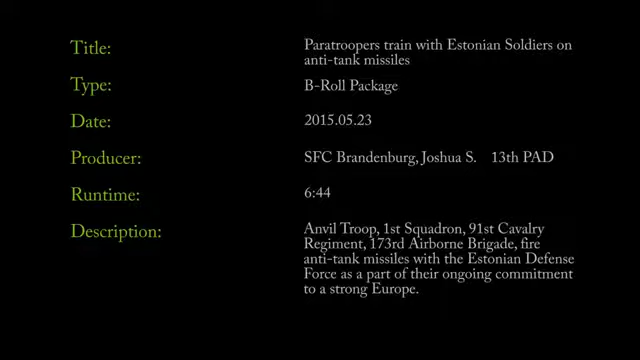 Title: Paratroopers train with Estonian Soldiers on
anti-tank missiles
Type: B-Roll Package
Date: 2015.05.23
Producer: SFC Brandenburg, Joshua S. 13th PAD
Runtime: 6:44
Description: Anvil Troop, 1st Squadron, 91st Cavalry
Regiment, 173rd Airborne Brigade, fire
anti-tank missiles with the Estonian Defense
Force as a part of their ongoing commitment
to a strong Europe.